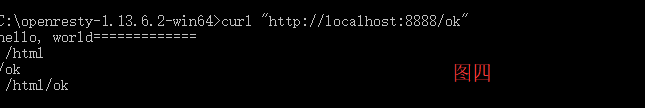 C:\openresty-1.13.6.2-win64>curl "http://localhost:8888/ok"
hello, world=============
/html
/ok
/html/ok
图四